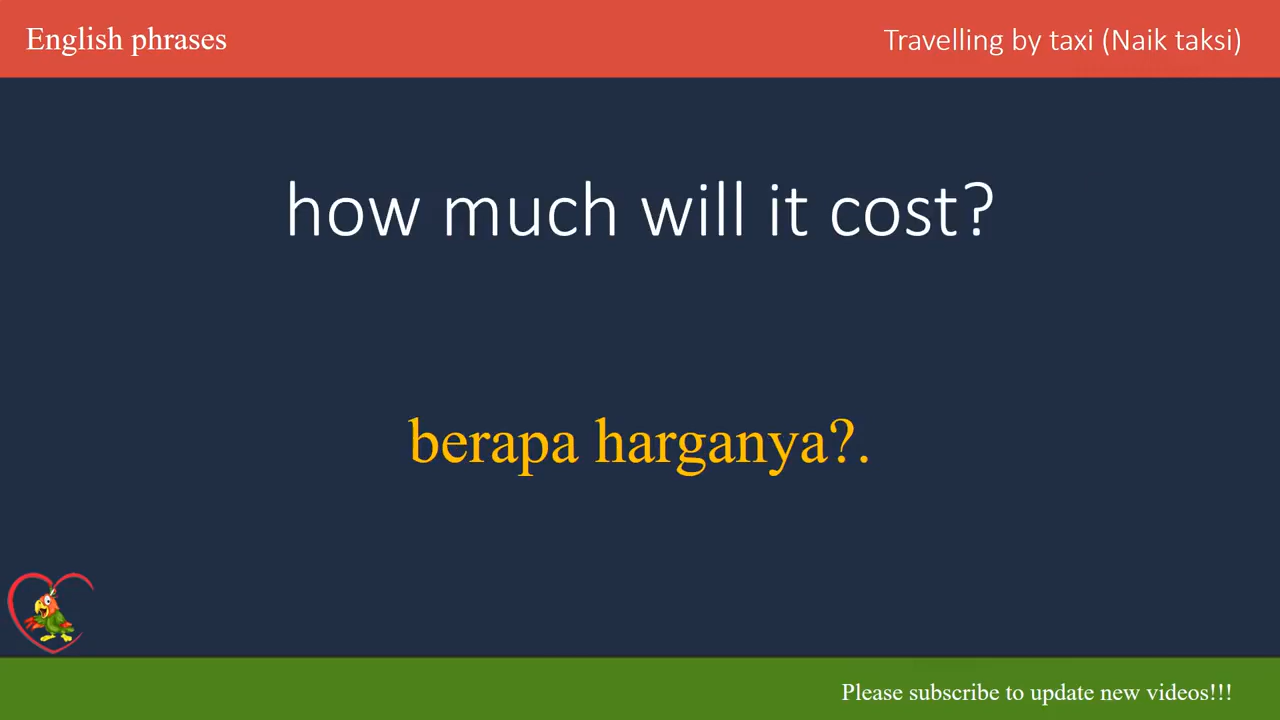 English phrases
Travelling by taxi (Naik taksi)
how much will it cost?
berapa harganya?.
Please subscribe to update new videos!!!